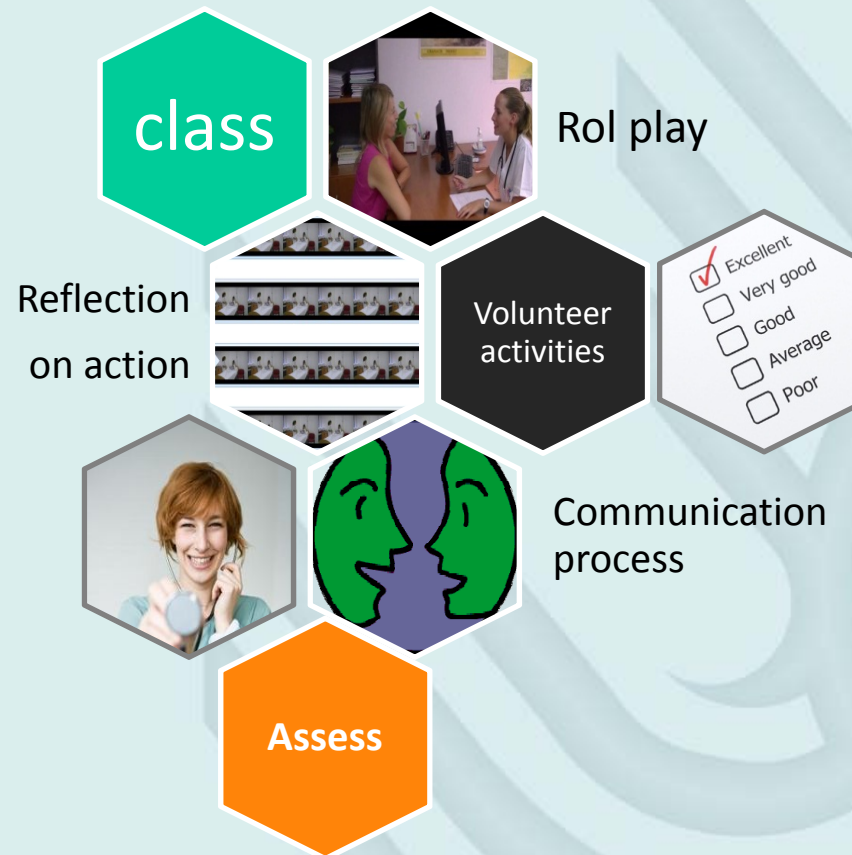 class
Rol play
Reflection
on action
Volunteer
activities
Excellent
Very good
Good
Average
Poor
Communication
process
Assess